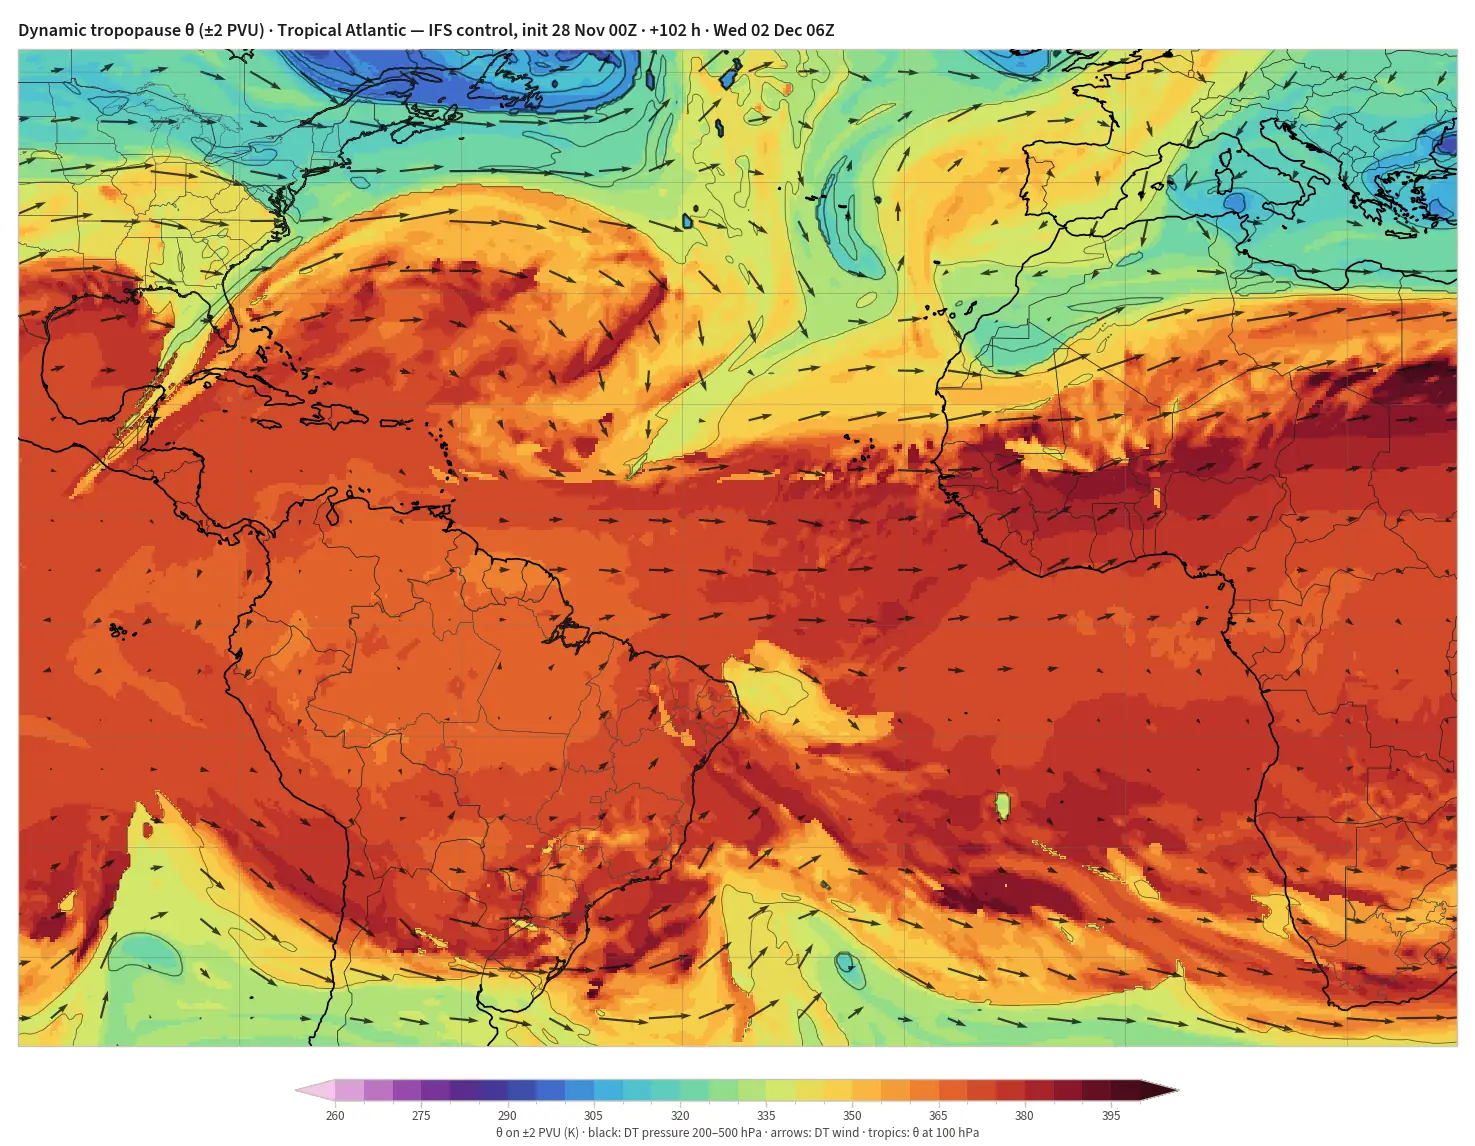 Dynamic tropopause θ (±2 PVU) · Tropical Atlantic — IFS control, init 28 Nov 00Z · +102 h · Wed 02 Dec 06Z
260 275 290 305 320 335 350 365 380 395
θ on ±2 PVU (K) · black: DT pressure 200–500 hPa · arrows: DT wind · tropics: θ at 100 hPa